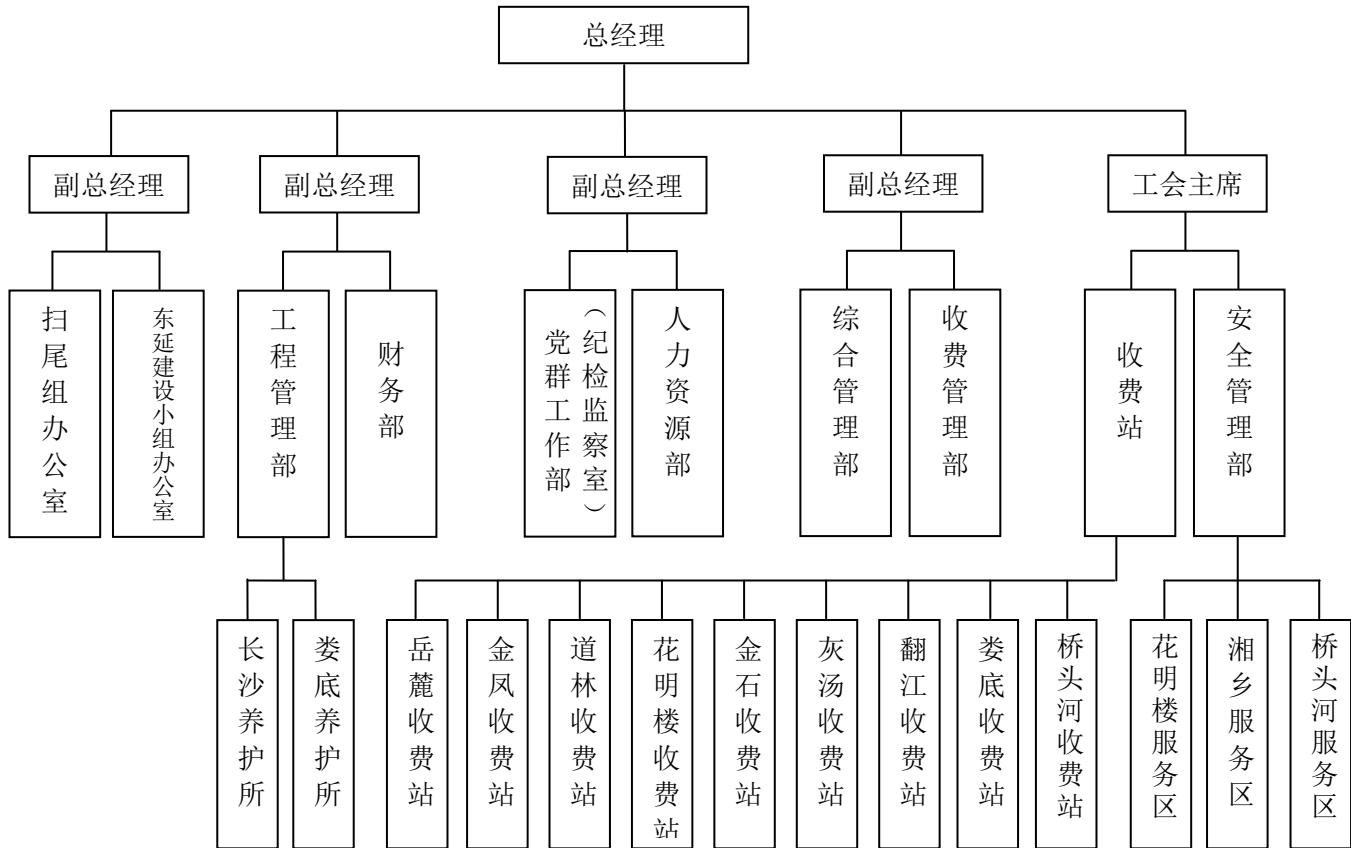 总经理
副总经理
副总经理
副总经理
副总经理
工会主席
扫尾组办公室
东延建设小组办公室
工程管理部
财务部
党群工作部
（纪检监察室）
人力资源部
综合管理部
收费管理部
收费站
安全管理部
长沙养护所
娄底养护所
岳麓收费站
金凤收费站
道林收费站
花明楼收费站
金石收费站
灰汤收费站
翻江收费站
娄底收费站
桥头河收费站
花明楼服务区
湘乡服务区
桥头河服务区